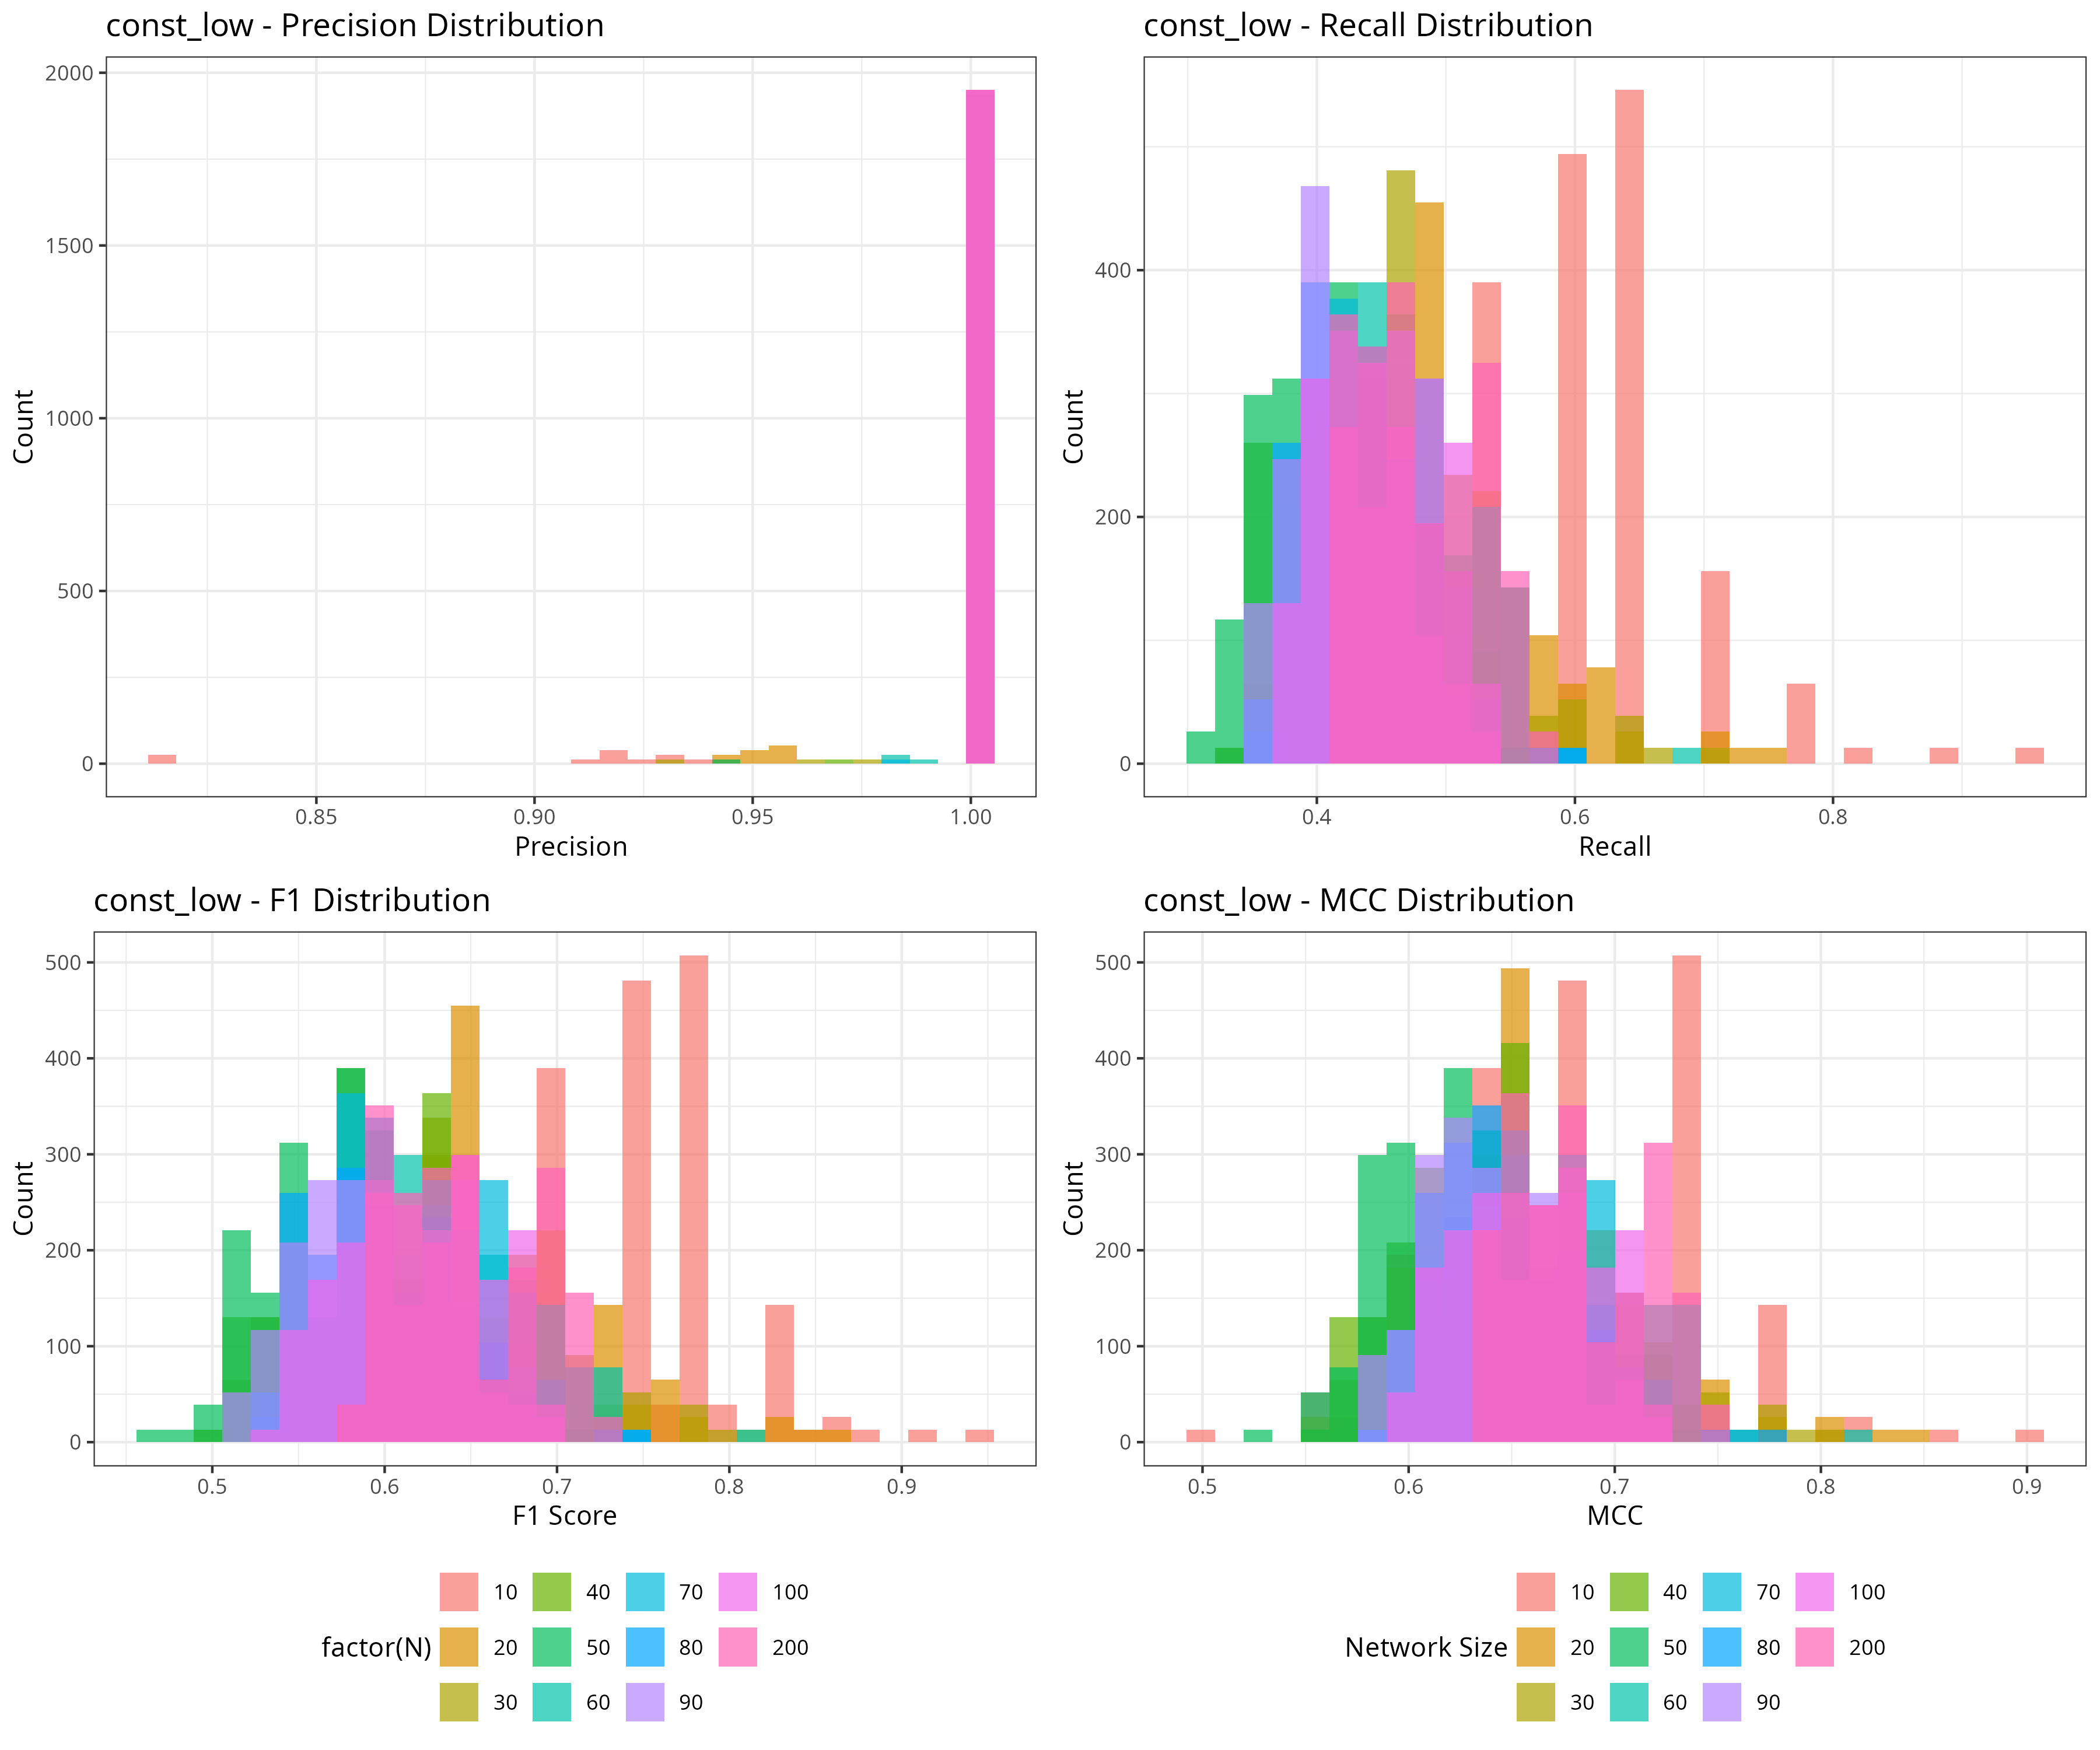 const_low - Precision Distribution
2000
1500
1000
500
0
Count
0.85 0.90 0.95 1.00
Precision
const_low - Recall Distribution
400
200
0
Count
0.4 0.6 0.8
Recall
const_low - F1 Distribution
500
400
300
200
100
0
Count
0.5 0.6 0.7 0.8 0.9
F1 Score
const_low - MCC Distribution
500
400
300
200
100
0
Count
0.5 0.6 0.7 0.8 0.9
MCC
factor(N)
10 40 70 100
20 50 80 200
30 60 90
Network Size
10 40 70 100
20 50 80 200
30 60 90